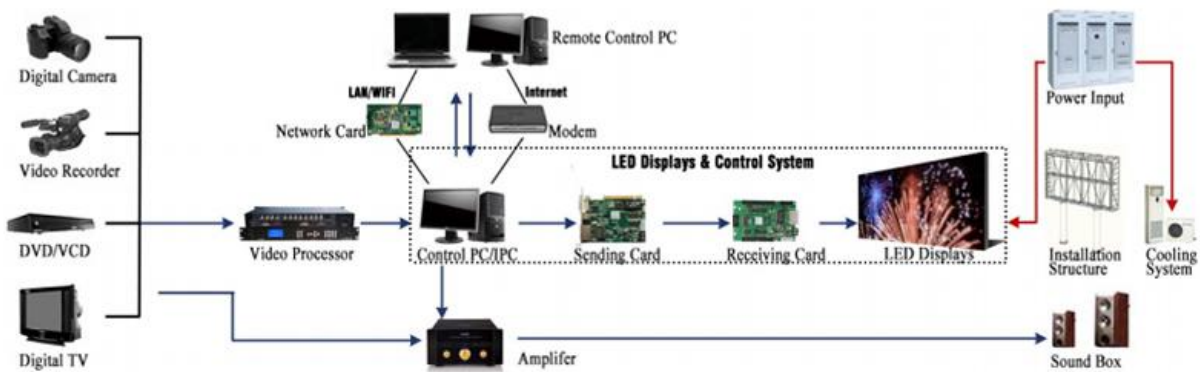 Digital Camera
Video Recorder
DVD/VCD
Digital TV
Remote Control PC
LAN/WIFI
Internet
Network Card
Modem
LED Displays & Control System
Video Processor
Control PC/IPC
Sending Card
Receiving Card
LED Displays
Amplifer
Power Input
Installation
Structure
Cooling
System
Sound Box